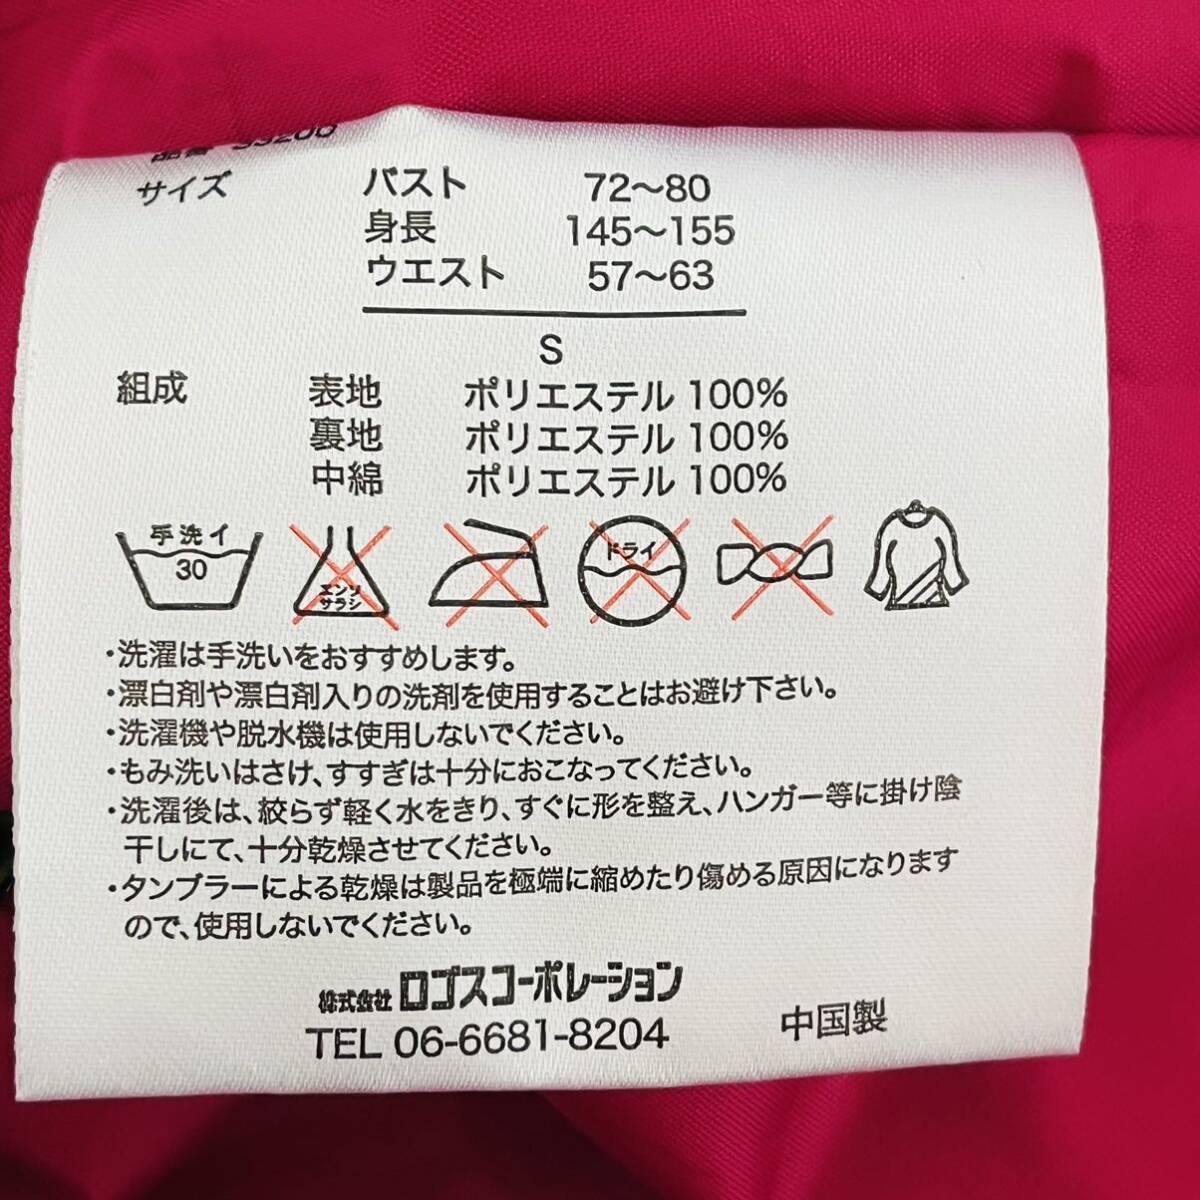 サイズ バスト 72～80
身長 145～155
ウエスト 57～63
S
組成 表地 ポリエステル 100%
裏地 ポリエステル 100%
中綿 ポリエステル 100%
手洗イ
30
エンソ
サラシ
ドライ
・洗濯は手洗いをおすすめします。
・漂白剤や漂白剤入りの洗剤を使用することはお避け下さい。
・洗濯機や脱水機は使用しないでください。
・もみ洗いはさけ、すすぎは十分におこなってください。
・洗濯後は、絞らず軽く水をきり、すぐに形を整え、ハンガー等に掛け陰
干しにて、十分乾燥させてください。
・タンブラーによる乾燥は製品を極端に縮めたり傷める原因になります
ので、使用しないでください。
株式会社 ロゴスコーポレーション
TEL 06-6681-8204 中国製